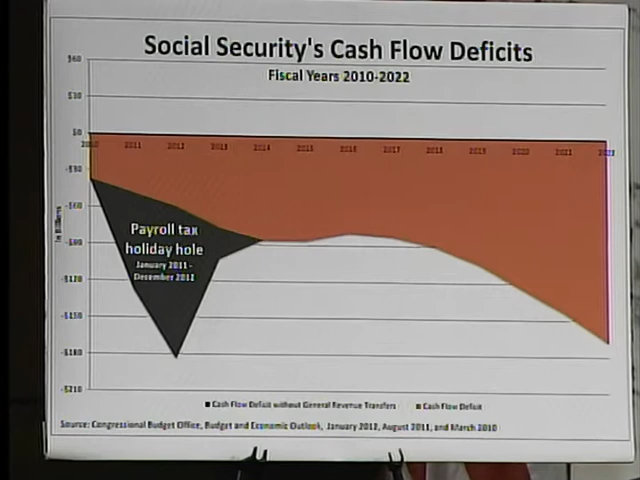 Social Security's Cash Flow Deficits
Fiscal Years 2010-2022
$60
$30
$0
-$30
-$60
-$90
-$120
-$150
-$180
-$210
In Billions
2010 2011 2012 2013 2014 2015 2016 2017 2018 2019 2020 2021 2022
Payroll tax
holiday hole
January 2011 -
December 2012
Cash Flow Deficit without General Revenue Transfers Cash Flow Deficit
Source: Congressional Budget Office, Budget and Economic Outlook, January 2012, August 2011, and March 2010